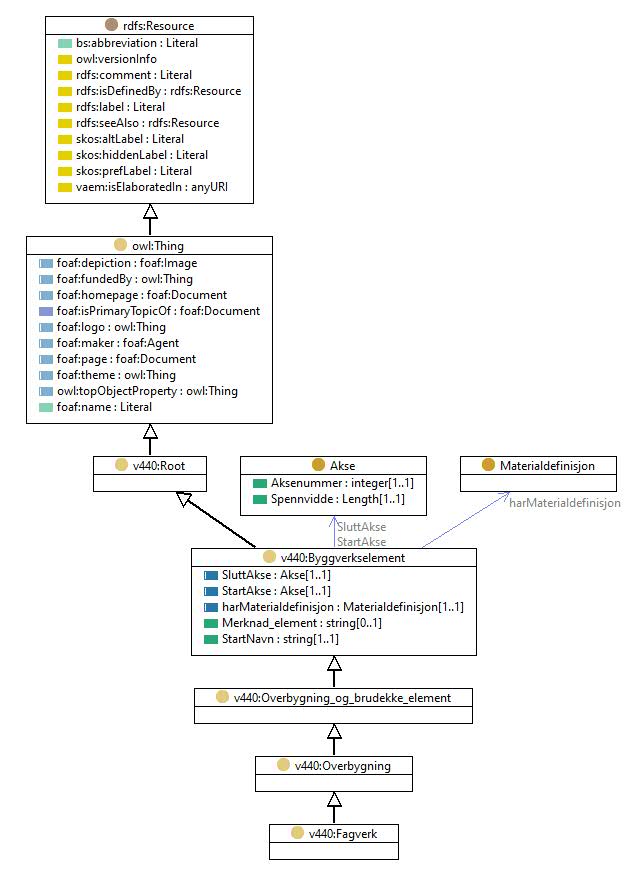 rdfs:Resource
bs:abbreviation : Literal
owl:versionInfo
rdfs:comment : Literal
rdfs:isDefinedBy : rdfs:Resource
rdfs:label : Literal
rdfs:seeAlso : rdfs:Resource
skos:altLabel : Literal
skos:hiddenLabel : Literal
skos:prefLabel : Literal
vaem:isElaboratedIn : anyURI
owl:Thing
foaf:depiction : foaf:Image
foaf:fundedBy : owl:Thing
foaf:homepage : foaf:Document
foaf:isPrimaryTopicOf : foaf:Document
foaf:logo : owl:Thing
foaf:maker : foaf:Agent
foaf:page : foaf:Document
foaf:theme : owl:Thing
owl:topObjectProperty : owl:Thing
foaf:name : Literal
v440:Root
Akse
Aksenummer : integer[1..1]
Spennvidde : Length[1..1]
Materialdefinisjon
harMaterialdefinisjon
SluttAkse
StartAkse
v440:Byggverkselement
SluttAkse : Akse[1..1]
StartAkse : Akse[1..1]
harMaterialdefinisjon : Materialdefinisjon[1..1]
Merknad_element : string[0..1]
StartNavn : string[1..1]
v440:Overbygning_og_brudekke_element
v440:Overbygning
v440:Fagverk